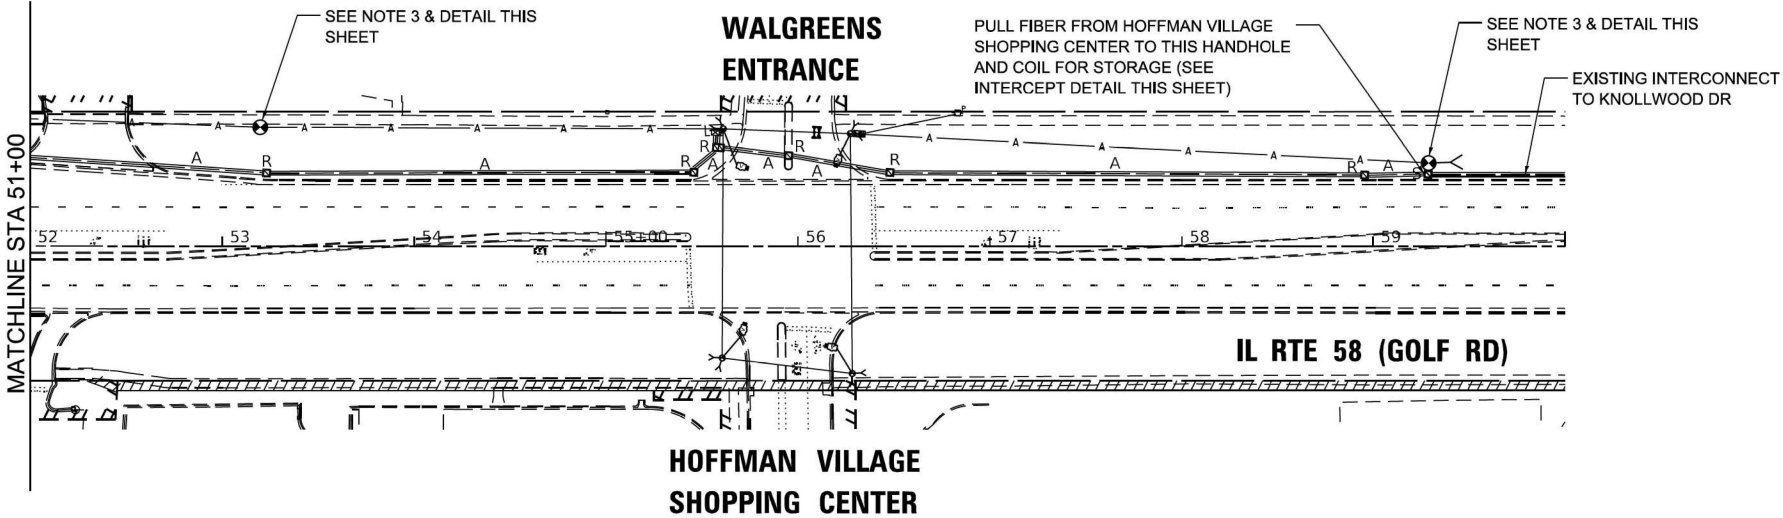 SEE NOTE 3 & DETAIL THIS
SHEET
WALGREENS
ENTRANCE
PULL FIBER FROM HOFFMAN VILLAGE
SHOPPING CENTER TO THIS HANDHOLE
AND COIL FOR STORAGE (SEE
INTERCEPT DETAIL THIS SHEET)
SEE NOTE 3 & DETAIL THIS
SHEET
EXISTING INTERCONNECT
TO KNOLLWOOD DR
MATCHLINE STA 51+00
A A A A A A A A
P
A A A A A A A
A R A R R A A R A R A R A
52 53 54 55+00 56 57 58 59
IL RTE 58 (GOLF RD)
HOFFMAN VILLAGE
SHOPPING CENTER